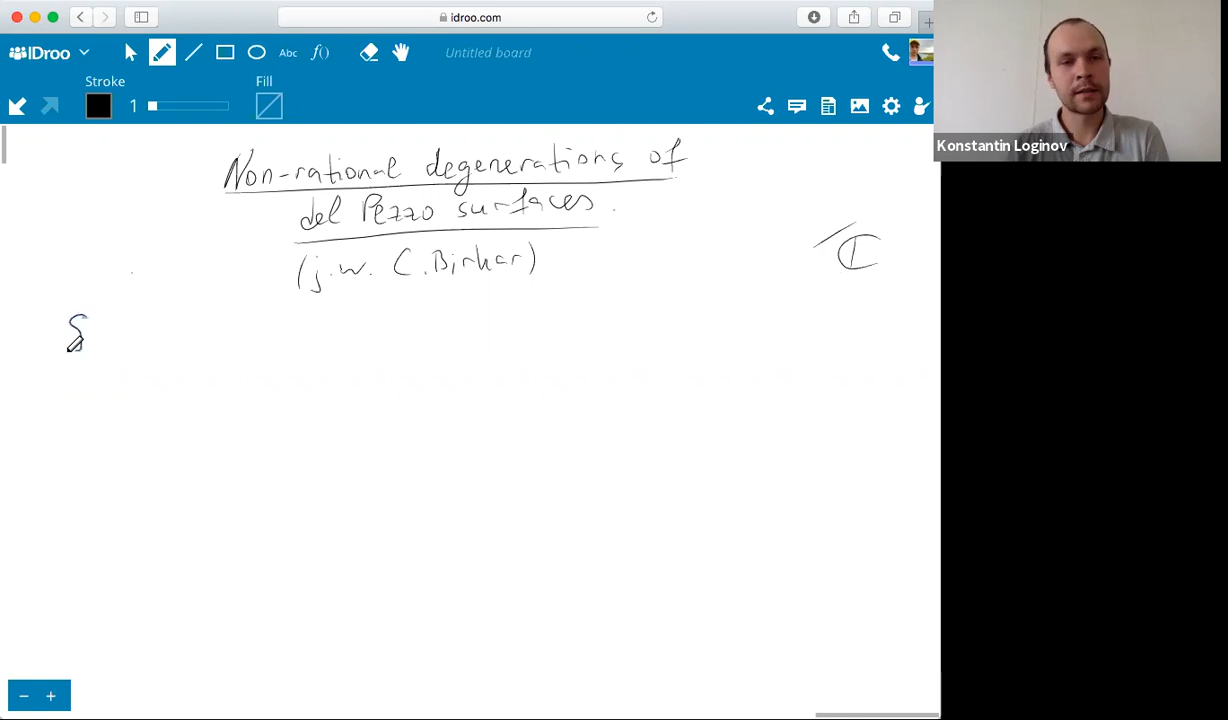 idroo.com
IDroo
Abc
f()
Untitled board
Stroke
1
Fill
Konstantin Loginov
Non-rational degenerations of
del Pezzo surfaces.
(j.w. C. Birkar)
/ℂ
S